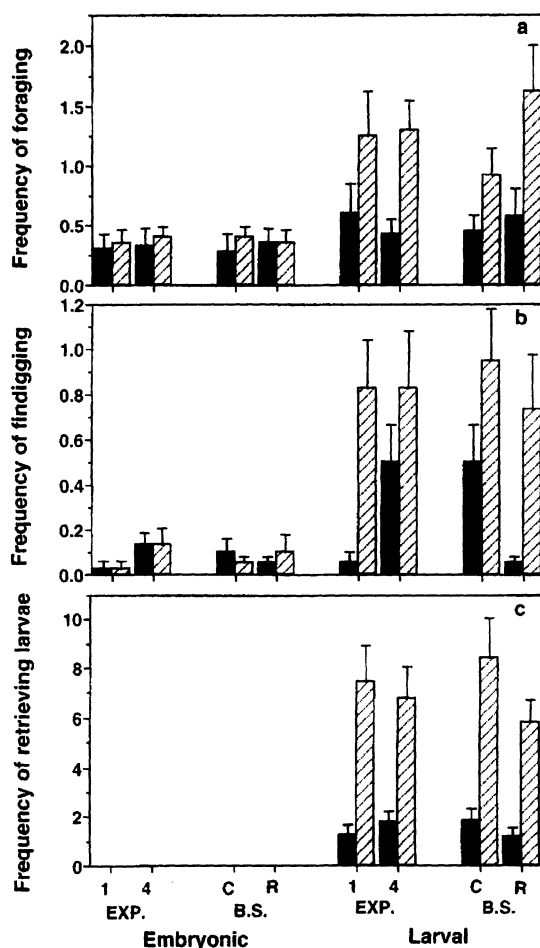 a
Frequency of foraging
2.0
1.5
1.0
0.5
0.0
b
Frequency of findigging
1.2
1.0
0.8
0.6
0.4
0.2
0.0
c
Frequency of retrieving larvae
10
8
6
4
2
0
1 4 C R 1 4 C R
EXP. B.S. EXP. B.S.
Embryonic Larval